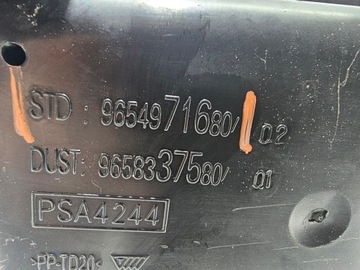 STD : 9654971680/ 02
DUST: 9658337580/ 01
PSA4244
>PP-TD20<